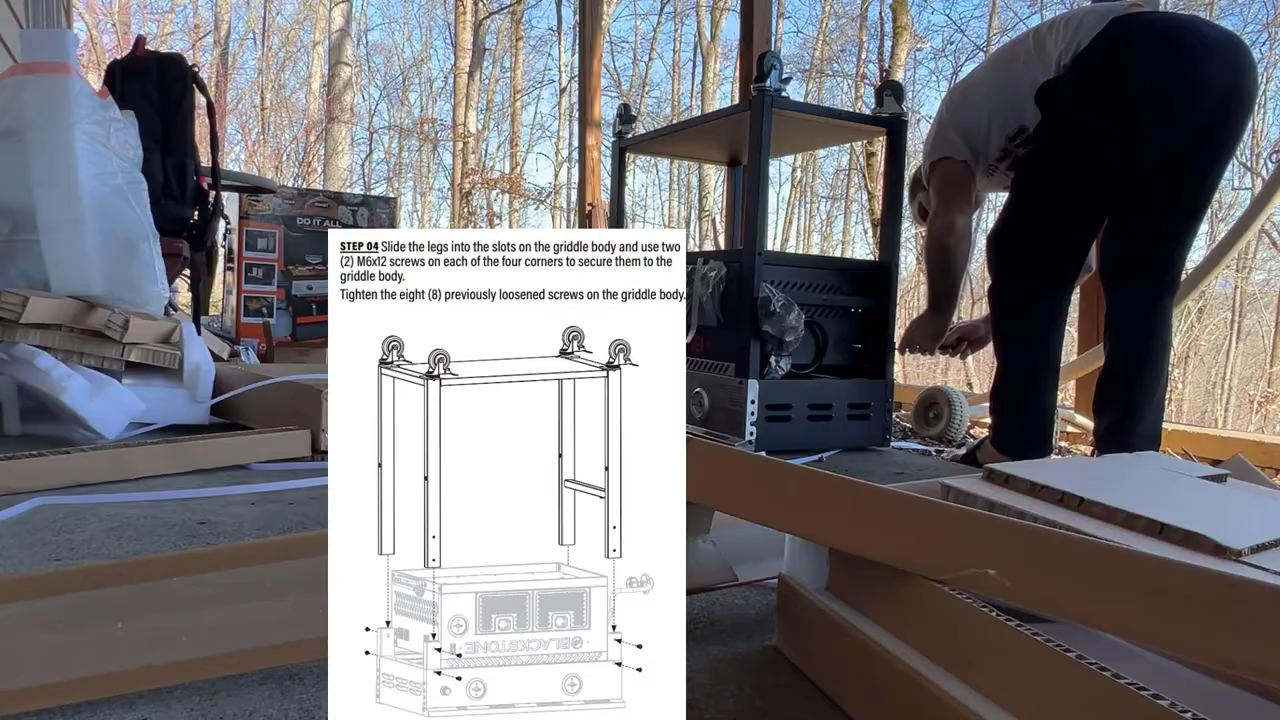 DO IT ALL
STEP 04 Slide the legs into the slots on the griddle body and use two
(2) M6x12 screws on each of the four corners to secure them to the
griddle body.
Tighten the eight (8) previously loosened screws on the griddle body.
BLACKSTONE